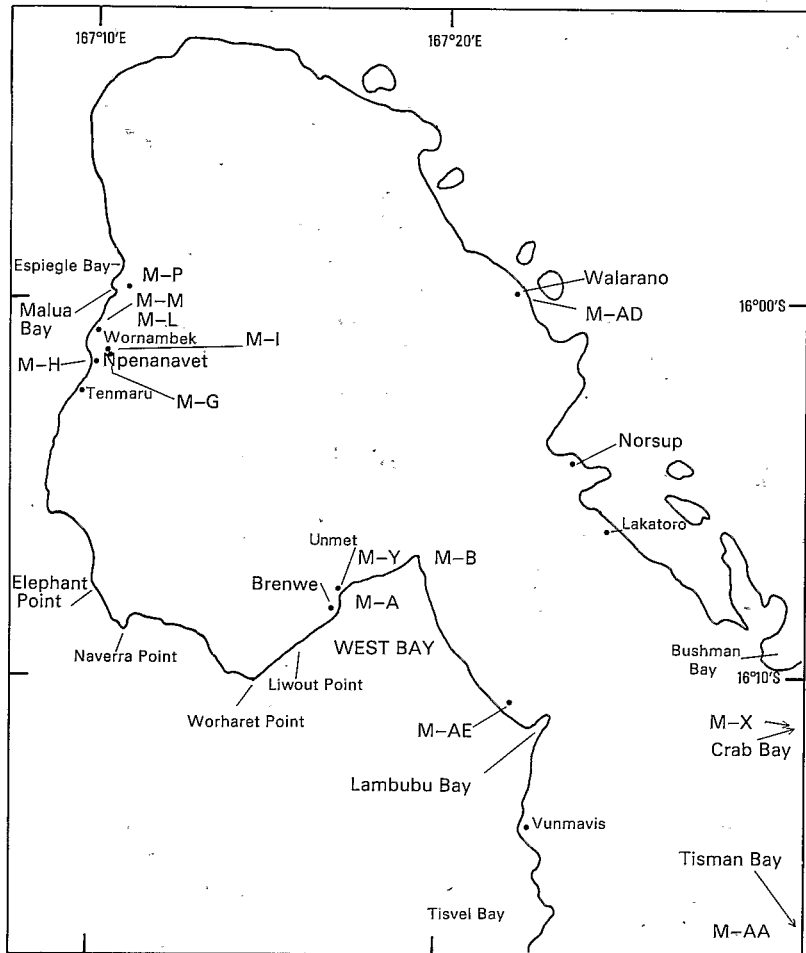 167°10'E
167°20'E
Espiegle Bay
M–P
Walarano
Malua
Bay
M–M
16°00'S
M–L
M–AD
Wornambek
M–I
M–H
Npenanavet
Tenmaru
M–G
Norsup
Lakatoro
Unmet
M–Y
M–B
Elephant
Point
Brenwe
M–A
WEST BAY
Naverra Point
Bushman
Bay
Liwout Point
16°10'S
Worharet Point
M–AE
M–X
Crab Bay
Lambubu Bay
Vunmavis
Tisman Bay
Tisvel Bay
M–AA